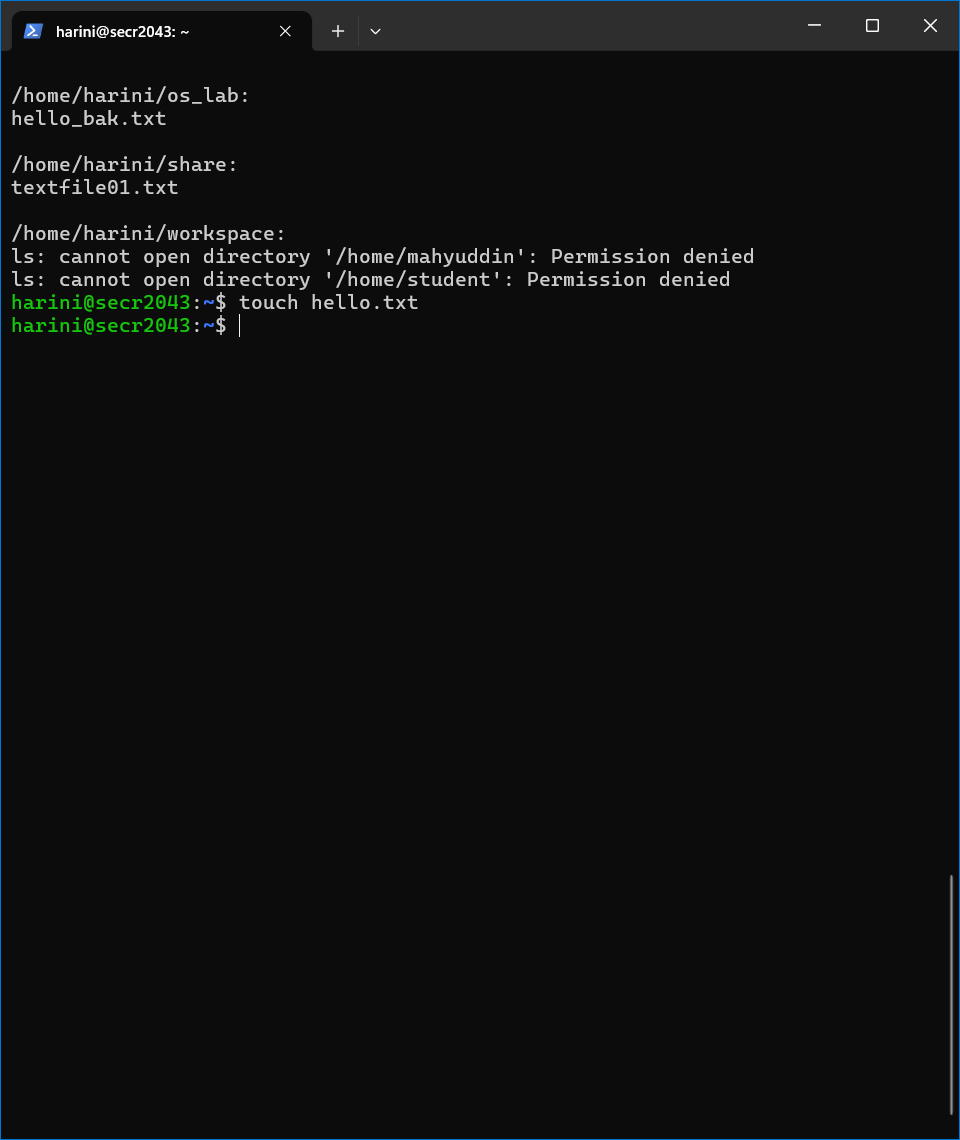 harini@secr2043: ~
/home/harini/os_lab:
hello_bak.txt
/home/harini/share:
textfile01.txt
/home/harini/workspace:
ls: cannot open directory '/home/mahyuddin': Permission denied
ls: cannot open directory '/home/student': Permission denied
harini@secr2043:~$ touch hello.txt
harini@secr2043:~$